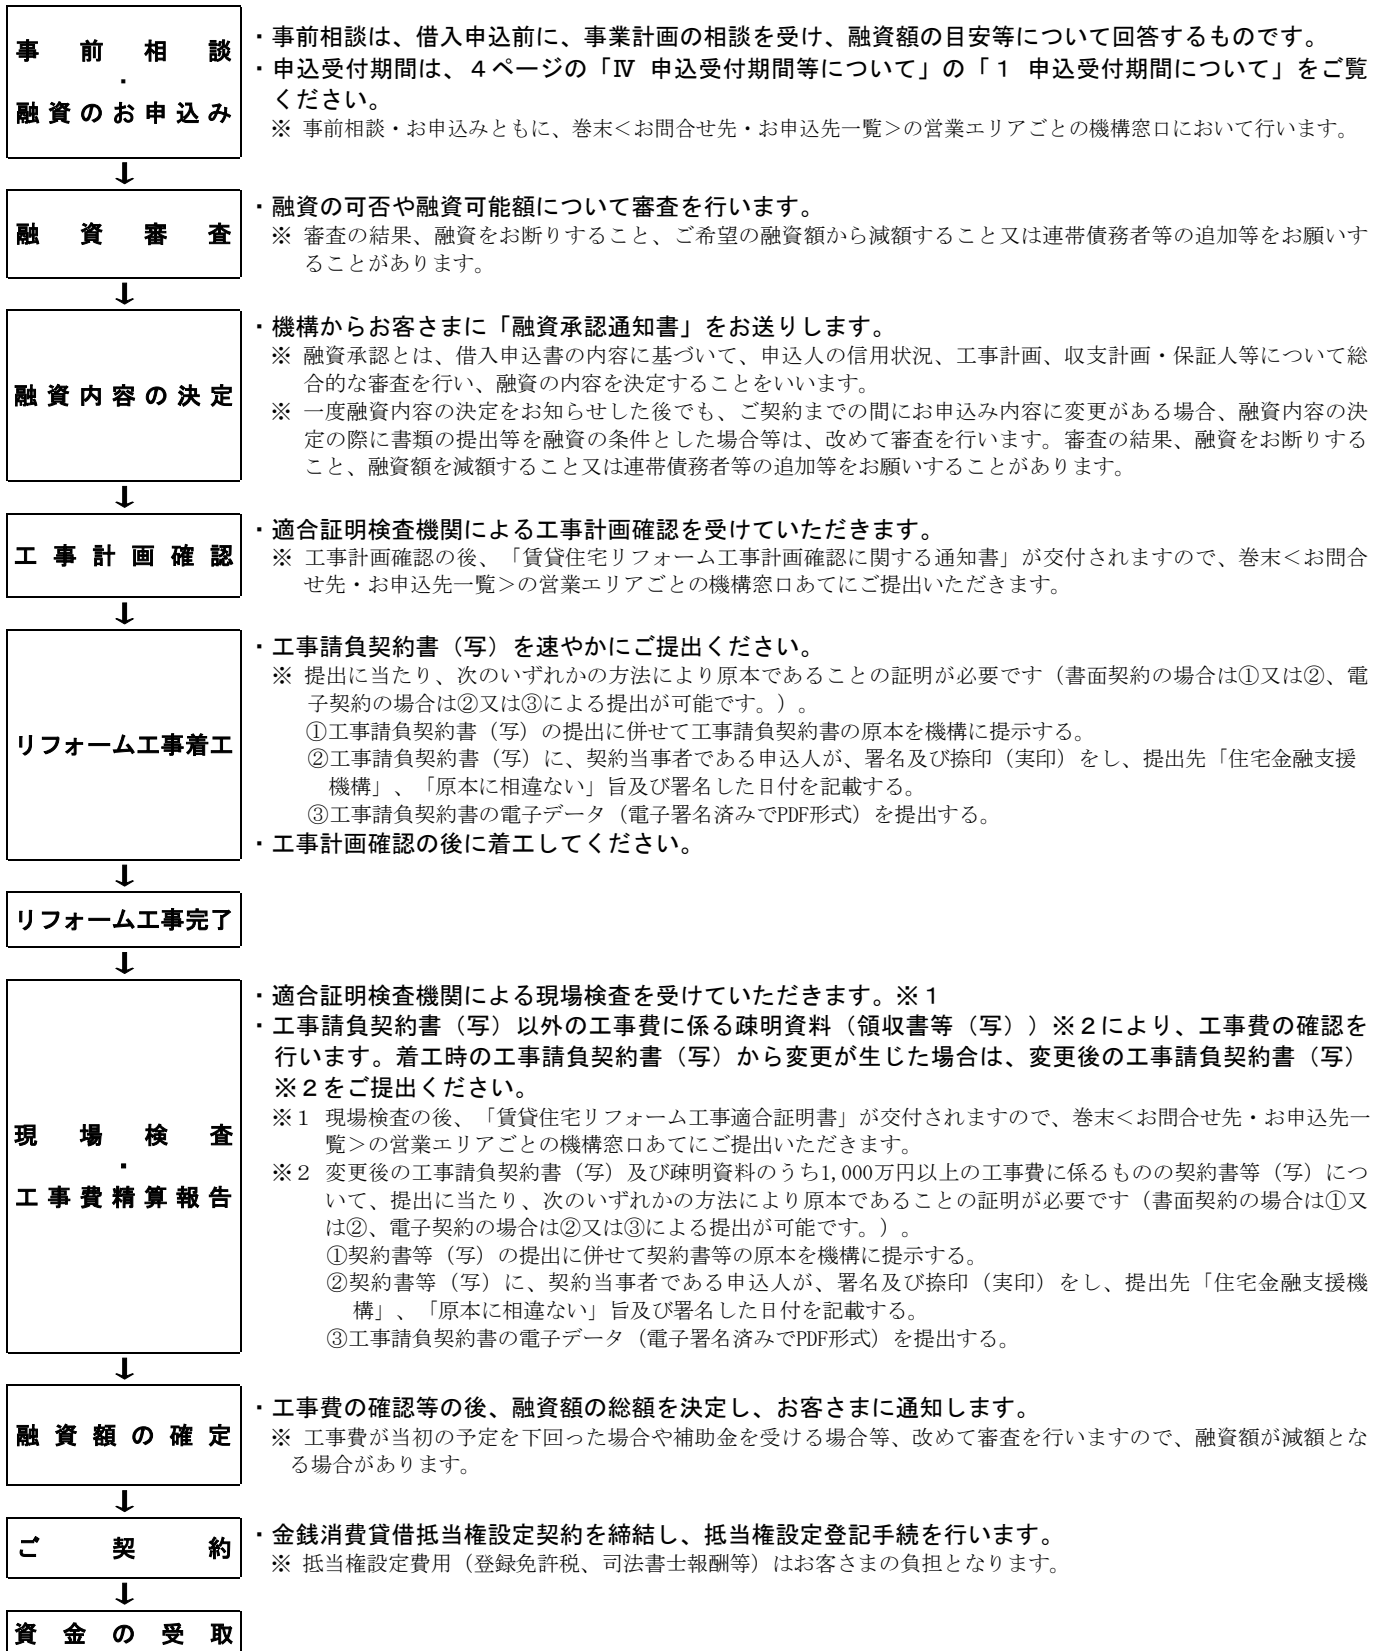 事前相談
・
融資のお申込み
・事前相談は、借入申込前に、事業計画の相談を受け、融資額の目安等について回答するものです。
・申込受付期間は、４ページの「Ⅳ 申込受付期間等について」の「１ 申込受付期間について」をご覧
ください。
※ 事前相談・お申込みともに、巻末＜お問合せ先・お申込先一覧＞の営業エリアごとの機構窓口において行います。
↓
融資審査
・融資の可否や融資可能額について審査を行います。
※ 審査の結果、融資をお断りすること、ご希望の融資額から減額すること又は連帯債務者等の追加等をお願いす
ることがあります。
↓
融資内容の決定
・機構からお客さまに「融資承認通知書」をお送りします。
※ 融資承認とは、借入申込書の内容に基づいて、申込人の信用状況、工事計画、収支計画・保証人等について総
合的な審査を行い、融資の内容を決定することをいいます。
※ 一度融資内容の決定をお知らせした後でも、ご契約までの間にお申込み内容に変更がある場合、融資内容の決
定の際に書類の提出等を融資の条件とした場合等は、改めて審査を行います。審査の結果、融資をお断りする
こと、融資額を減額すること又は連帯債務者等の追加等をお願いすることがあります。
↓
工事計画確認
・適合証明検査機関による工事計画確認を受けていただきます。
※ 工事計画確認の後、「賃貸住宅リフォーム工事計画確認に関する通知書」が交付されますので、巻末＜お問合
せ先・お申込先一覧＞の営業エリアごとの機構窓口あてにご提出いただきます。
↓
リフォーム工事着工
・工事請負契約書（写）を速やかにご提出ください。
※ 提出に当たり、次のいずれかの方法により原本であることの証明が必要です（書面契約の場合は①又は②、電
子契約の場合は②又は③による提出が可能です。）。
①工事請負契約書（写）の提出に併せて工事請負契約書の原本を機構に提示する。
②工事請負契約書（写）に、契約当事者である申込人が、署名及び捺印（実印）をし、提出先「住宅金融支援
機構」、「原本に相違ない」旨及び署名した日付を記載する。
③工事請負契約書の電子データ（電子署名済みでPDF形式）を提出する。
・工事計画確認の後に着工してください。
↓
リフォーム工事完了
↓
現場検査
・
工事費精算報告
・適合証明検査機関による現場検査を受けていただきます。※１
・工事請負契約書（写）以外の工事費に係る疎明資料（領収書等（写））※２により、工事費の確認を
行います。着工時の工事請負契約書（写）から変更が生じた場合は、変更後の工事請負契約書（写）
※２をご提出ください。
※１ 現場検査の後、「賃貸住宅リフォーム工事適合証明書」が交付されますので、巻末＜お問合せ先・お申込先一
覧＞の営業エリアごとの機構窓口あてにご提出いただきます。
※２ 変更後の工事請負契約書（写）及び疎明資料のうち1,000万円以上の工事費に係るものの契約書等（写）につ
いて、提出に当たり、次のいずれかの方法により原本であることの証明が必要です（書面契約の場合は①又
は②、電子契約の場合は②又は③による提出が可能です。）。
①契約書等（写）の提出に併せて契約書等の原本を機構に提示する。
②契約書等（写）に、契約当事者である申込人が、署名及び捺印（実印）をし、提出先「住宅金融支援機
構」、「原本に相違ない」旨及び署名した日付を記載する。
③工事請負契約書の電子データ（電子署名済みでPDF形式）を提出する。
↓
融資額の確定
・工事費の確認等の後、融資額の総額を決定し、お客さまに通知します。
※ 工事費が当初の予定を下回った場合や補助金を受ける場合等、改めて審査を行いますので、融資額が減額とな
る場合があります。
↓
ご契約
・金銭消費貸借抵当権設定契約を締結し、抵当権設定登記手続を行います。
※ 抵当権設定費用（登録免許税、司法書士報酬等）はお客さまの負担となります。
↓
資金の受取